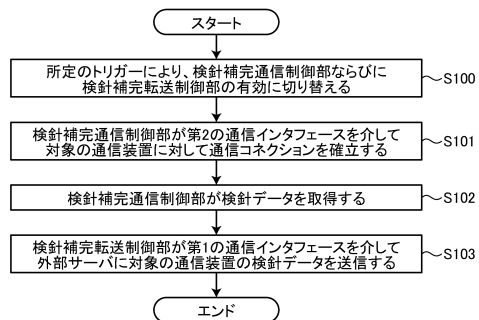 スタート
所定のトリガーにより、検針補完通信制御部ならびに
検針補完転送制御部の有効に切り替える
S100
検針補完通信制御部が第2の通信インタフェースを介して
対象の通信装置に対して通信コネクションを確立する
S101
検針補完通信制御部が検針データを取得する
S102
検針補完転送制御部が第1の通信インタフェースを介して
外部サーバに対象の通信装置の検針データを送信する
S103
エンド